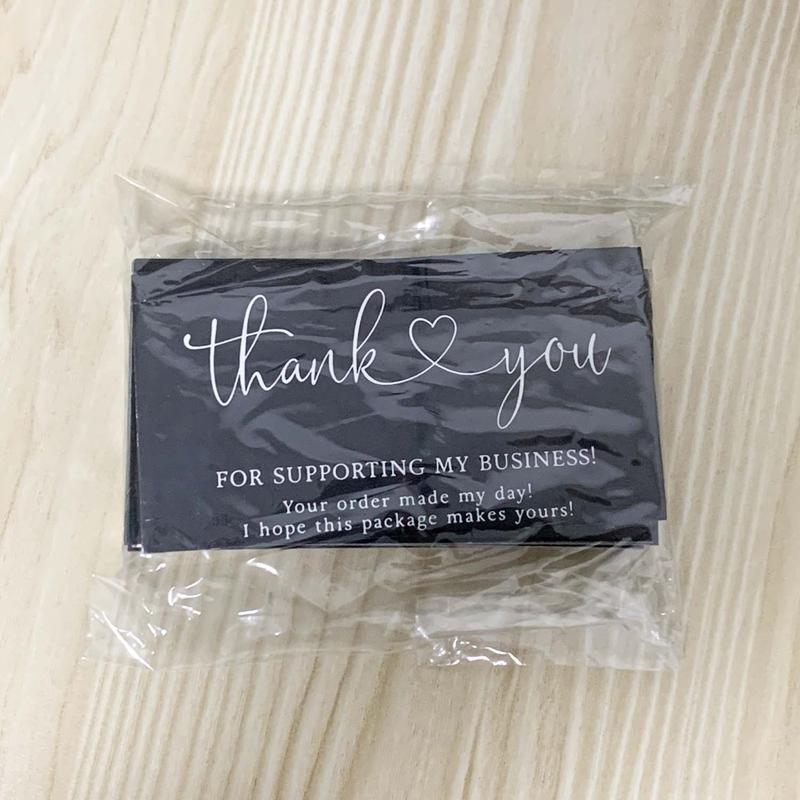 thank you
FOR SUPPORTING MY BUSINESS!
Your order made my day!
I hope this package makes yours!